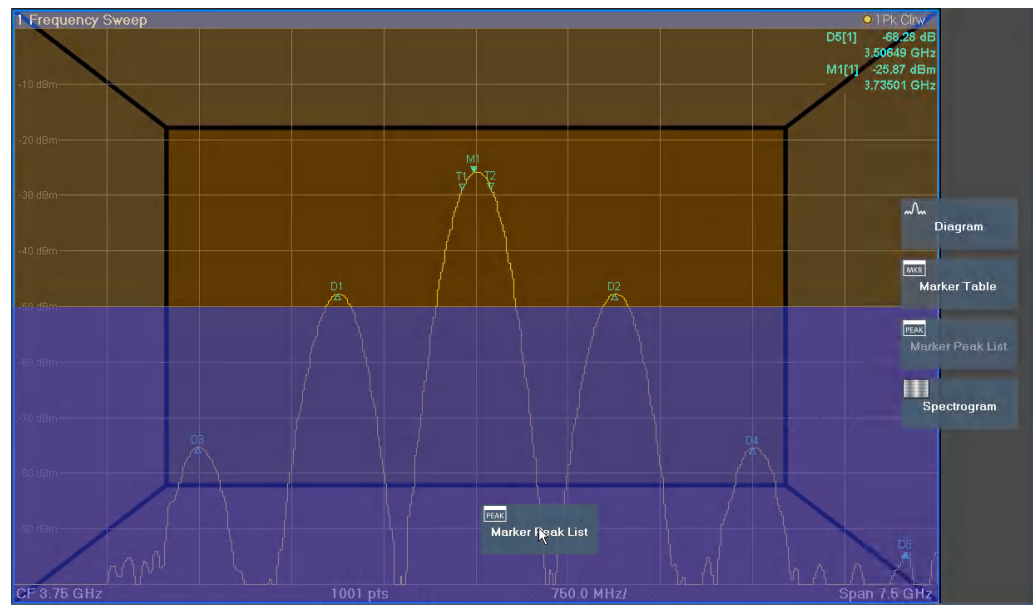 1 Frequency Sweep
1Pk Clrw
D5[1] -68.28 dB
3.50649 GHz
M1[1] -25.87 dBm
3.73501 GHz
-10 dBm
-20 dBm
M1
T1 T2
-30 dBm
-40 dBm
D1
D2
-50 dBm
-60 dBm
-70 dBm
D3
D4
-80 dBm
-90 dBm
D5
CF 3.75 GHz
1001 pts
750.0 MHz/
Span 7.5 GHz
Diagram
MKR
Marker Table
PEAK
Marker Peak List
Spectrogram
PEAK
Marker Peak List